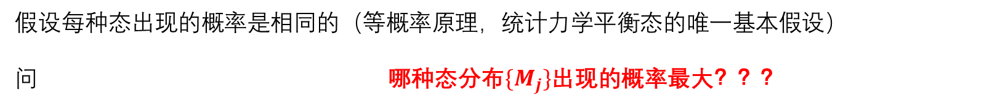 假设每种态出现的概率是相同的（等概率原理，统计力学平衡态的唯一基本假设）
问 哪种态分布{M_j}出现的概率最大？？？